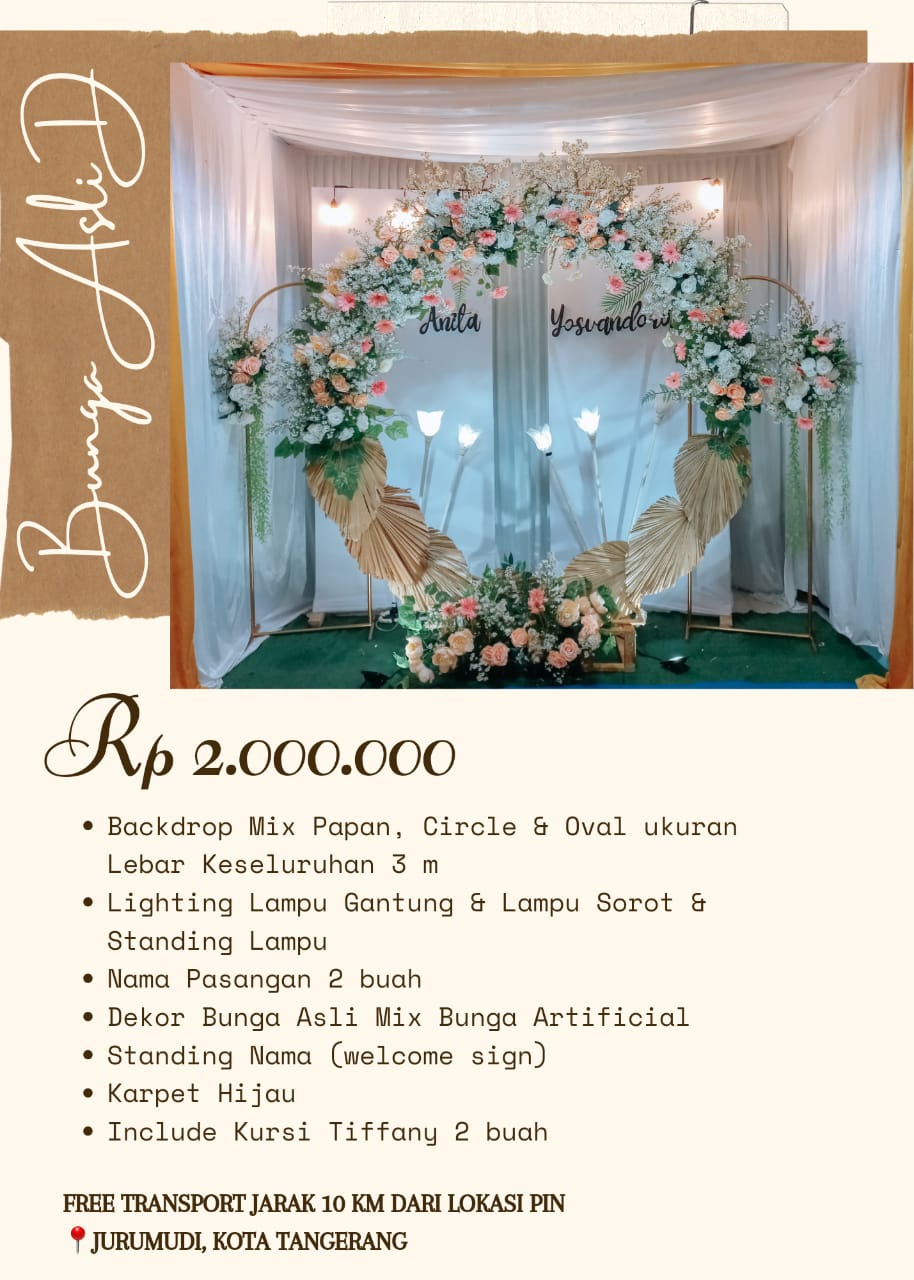 Bunga Asli D
Anita
Yosvandora
Rp 2.000.000
• Backdrop Mix Papan, Circle & Oval ukuran
Lebar Keseluruhan 3 m
• Lighting Lampu Gantung & Lampu Sorot &
Standing Lampu
• Nama Pasangan 2 buah
• Dekor Bunga Asli Mix Bunga Artificial
• Standing Nama (welcome sign)
• Karpet Hijau
• Include Kursi Tiffany 2 buah
FREE TRANSPORT JARAK 10 KM DARI LOKASI PIN
📍JURUMUDI, KOTA TANGERANG